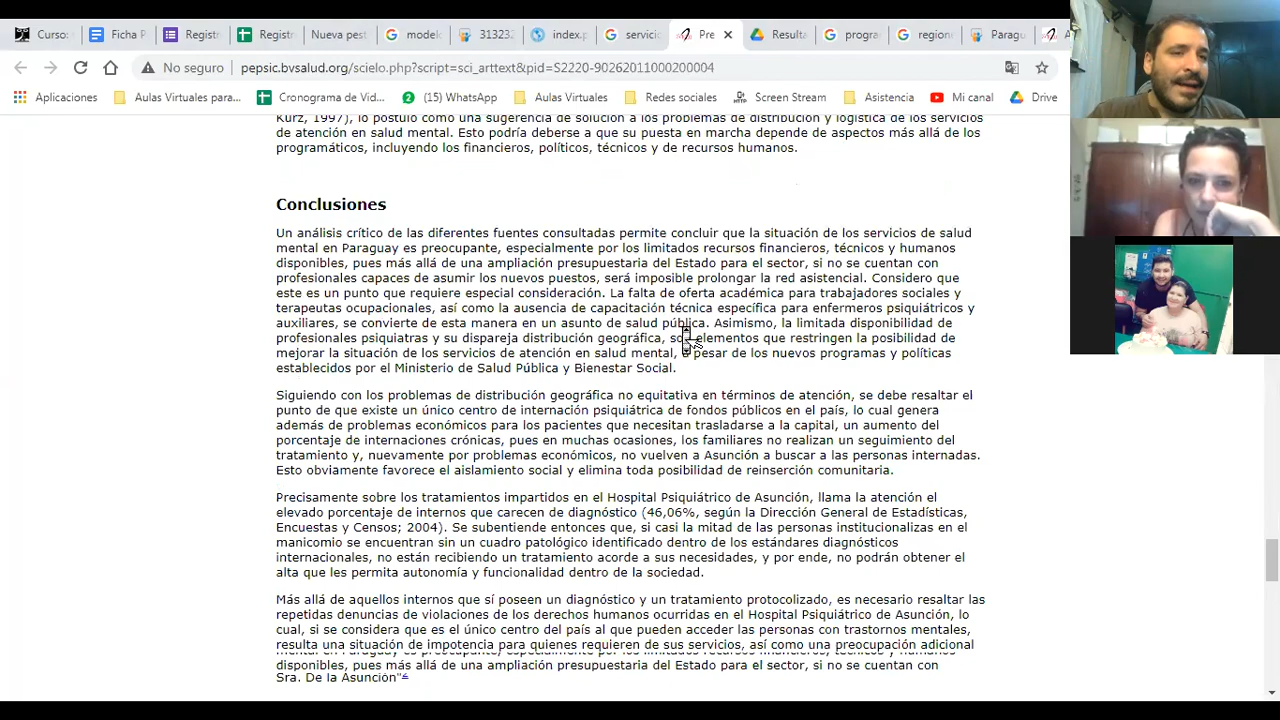 Curso:
Ficha P
Registr
Registr
Nueva pes
modelo
313232
index.p
servicio
Pre
Resulta
progra
regione
Paragu
A
No seguro
pepsic.bvsalud.org/scielo.php?script=sci_arttext&pid=S2220-90262011000200004
Aplicaciones
Aulas Virtuales para...
Cronograma de Vid...
2
(15) WhatsApp
Aulas Virtuales
Redes sociales
HTTP
Screen Streaming
Asistencia
Mi canal
Drive
Kurz, 1997), lo postulo como una sugerencia de solución a los problemas de distribución y logística de los servicios
de atención en salud mental. Esto podría deberse a que su puesta en marcha depende de aspectos más allá de los
programáticos, incluyendo los financieros, políticos, técnicos y de recursos humanos.
Conclusiones
Un análisis crítico de las diferentes fuentes consultadas permite concluir que la situación de los servicios de salud
mental en Paraguay es preocupante, especialmente por los limitados recursos financieros, técnicos y humanos
disponibles, pues más allá de una ampliación presupuestaria del Estado para el sector, si no se cuentan con
profesionales capaces de asumir los nuevos puestos, será imposible prolongar la red asistencial. Considero que
este es un punto que requiere especial consideración. La falta de oferta académica para trabajadores sociales y
terapeutas ocupacionales, así como la ausencia de capacitación técnica específica para enfermeros psiquiátricos y
auxiliares, se convierte de esta manera en un asunto de salud pública. Asimismo, la limitada disponibilidad de
profesionales psiquiatras y su dispareja distribución geográfica, elementos que restringen la posibilidad de
mejorar la situación de los servicios de atención en salud mental, pesar de los nuevos programas y políticas
establecidos por el Ministerio de Salud Pública y Bienestar Social.
Siguiendo con los problemas de distribución geográfica no equitativa en términos de atención, se debe resaltar el
punto de que existe un único centro de internación psiquiátrica de fondos públicos en el país, lo cual genera
además de problemas económicos para los pacientes que necesitan trasladarse a la capital, un aumento del
porcentaje de internaciones crónicas, pues en muchas ocasiones, los familiares no realizan un seguimiento del
tratamiento y, nuevamente por problemas económicos, no vuelven a Asunción a buscar a las personas internadas.
Esto obviamente favorece el aislamiento social y elimina toda posibilidad de reinserción comunitaria.
Precisamente sobre los tratamientos impartidos en el Hospital Psiquiátrico de Asunción, llama la atención el
elevado porcentaje de internos que carecen de diagnóstico (46,06%, según la Dirección General de Estadísticas,
Encuestas y Censos; 2004). Se subentiende entonces que, si casi la mitad de las personas institucionalizas en el
manicomio se encuentran sin un cuadro patológico identificado dentro de los estándares diagnósticos
internacionales, no están recibiendo un tratamiento acorde a sus necesidades, y por ende, no podrán obtener el
alta que les permita autonomía y funcionalidad dentro de la sociedad.
Más allá de aquellos internos que sí poseen un diagnóstico y un tratamiento protocolizado, es necesario resaltar las
repetidas denuncias de violaciones de los derechos humanos ocurridas en el Hospital Psiquiátrico de Asunción, lo
cual, si se considera que es el único centro del país al que pueden acceder las personas con trastornos mentales,
resulta una situación de impotencia para quienes requieren de sus servicios, así como una preocupación adicional
disponibles, pues más allá de una ampliación presupuestaria del Estado para el sector, si no se cuentan con
Sra. De la Asunción"